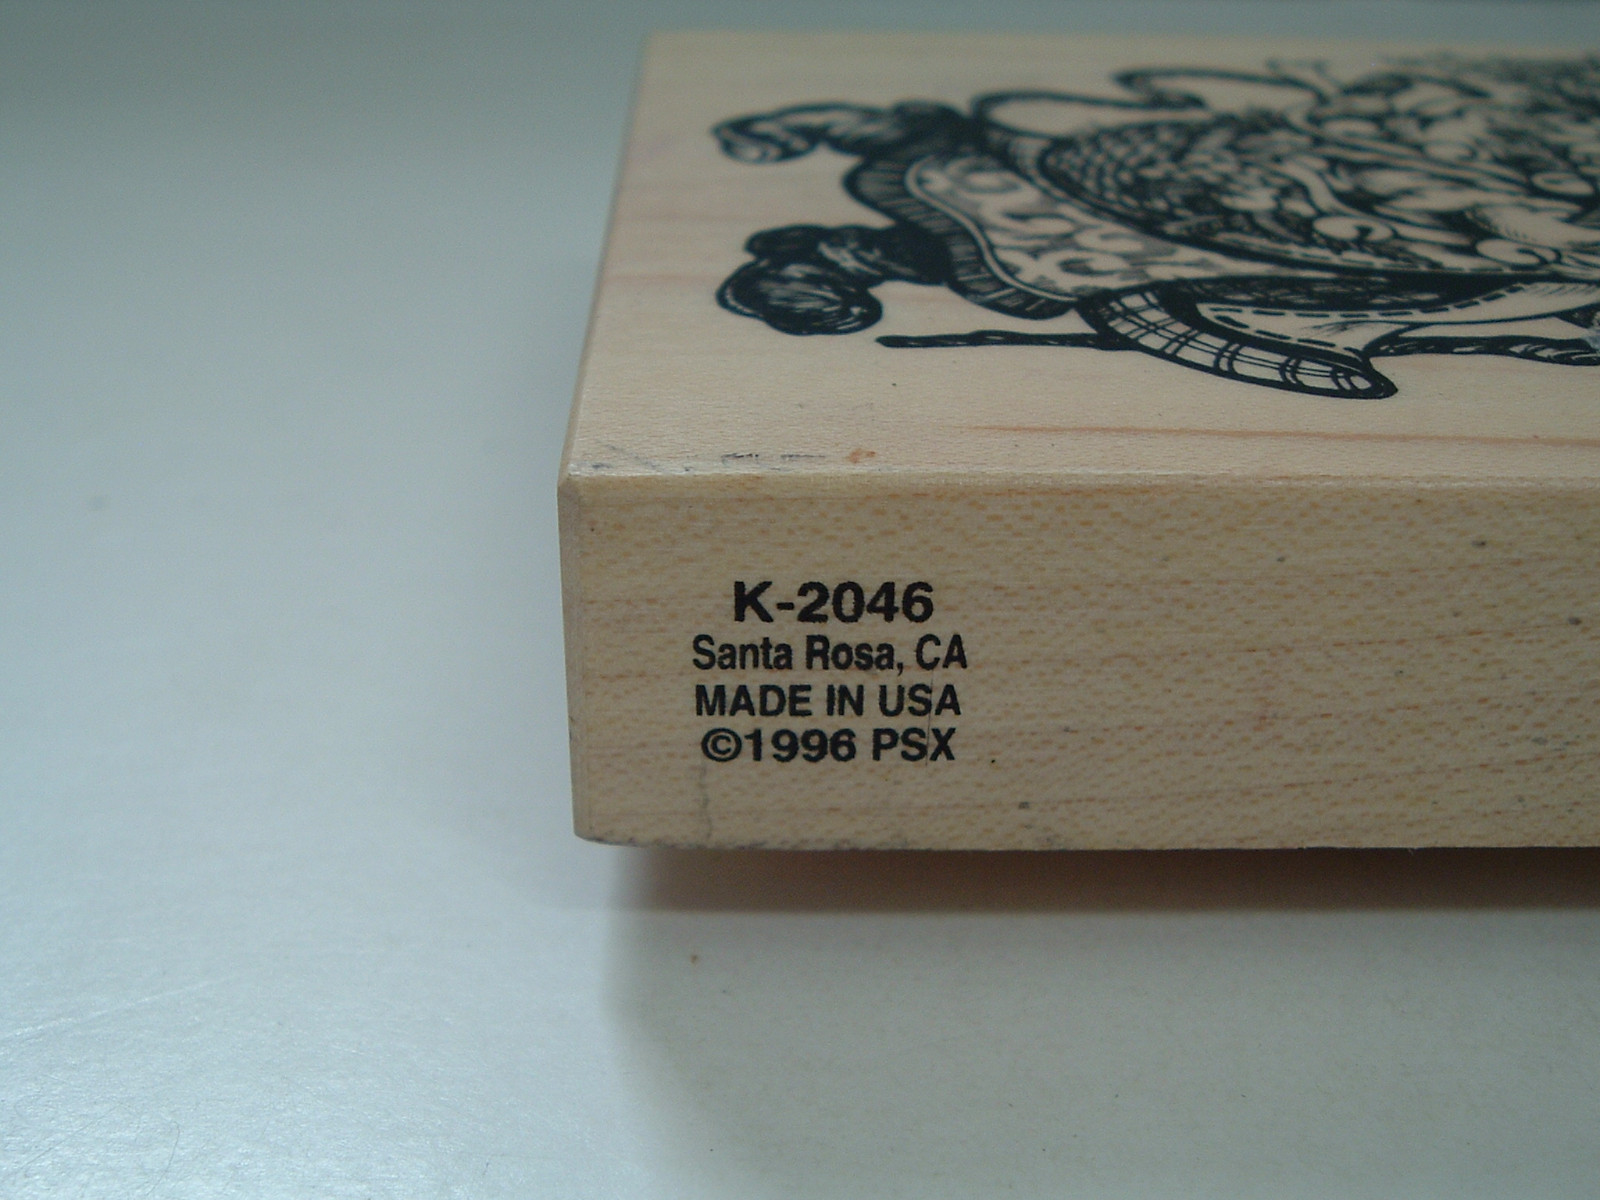 K-2046
Santa Rosa, CA
MADE IN USA
©1996 PSX